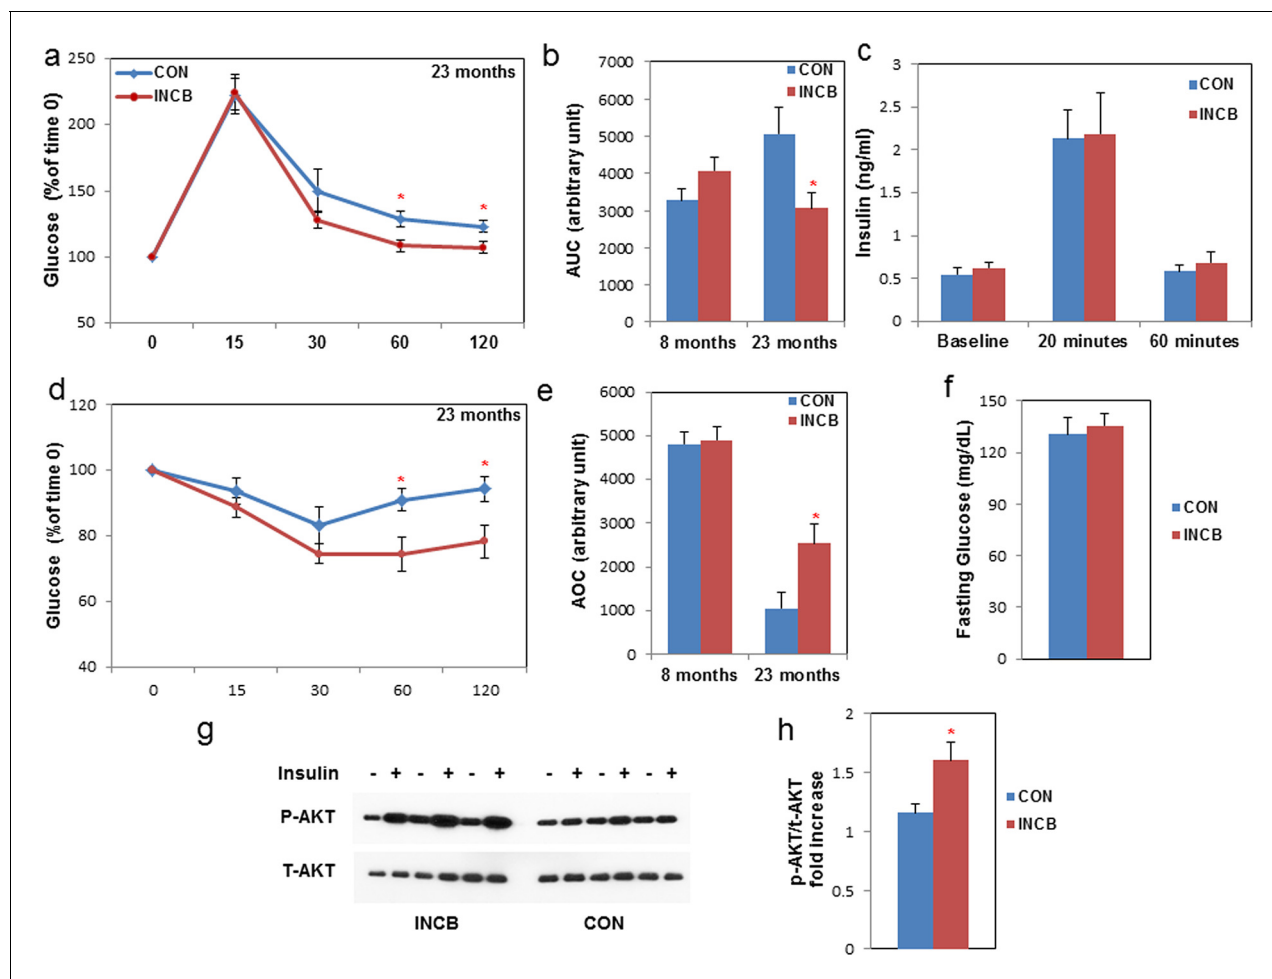 a
250
200
150
100
50
Glucose (%of time 0)
CON
INCB
23 months
*
*
0 15 30 60 120
b
7000
6000
5000
4000
3000
2000
1000
0
AUC (arbitrary unit)
CON
INCB
*
8 months 23 months
c
3
2.5
2
1.5
1
0.5
0
Insulin (ng/ml)
CON
INCB
Baseline 20 minutes 60 minutes
d
120
100
80
60
40
Glucose (%of time 0)
23 months
*
*
0 15 30 60 120
e
6000
5000
4000
3000
2000
1000
0
AOC (arbitrary unit)
CON
INCB
*
8 months 23 months
f
150
120
90
60
30
0
Fasting Glucose (mg/dL)
CON
INCB
g
Insulin - + - + - + - + - + - +
P-AKT
T-AKT
INCB CON
h
2
1.5
1
0.5
0
p-AKT/t-AKT
fold increase
*
CON
INCB